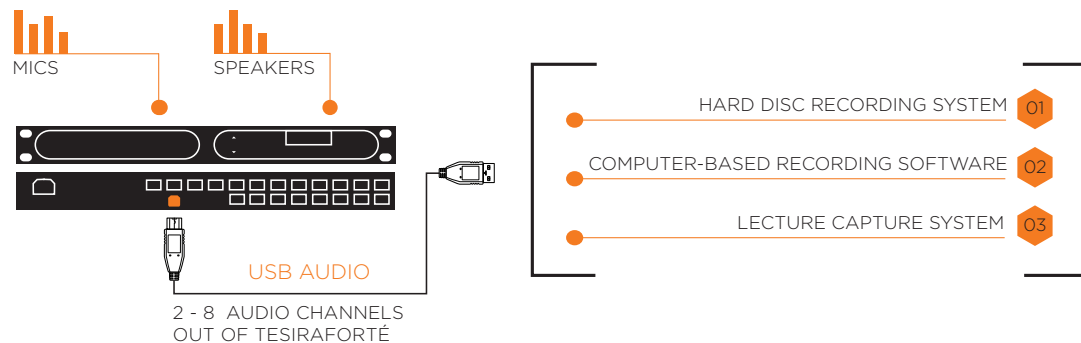 MICS
SPEAKERS
HARD DISC RECORDING SYSTEM 01
COMPUTER-BASED RECORDING SOFTWARE 02
LECTURE CAPTURE SYSTEM 03
USB AUDIO
2 - 8 AUDIO CHANNELS
OUT OF TESIRAFORTÉ